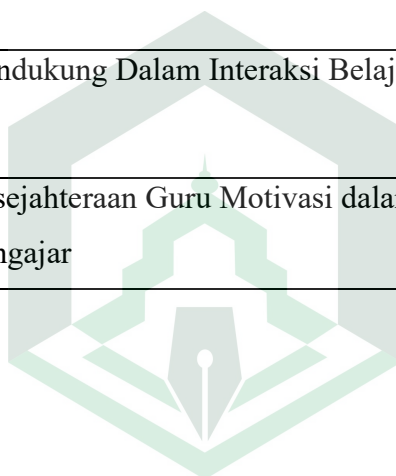 ndukung Dalam Interaksi Belaj
sejahteraan Guru Motivasi dala
ngajar